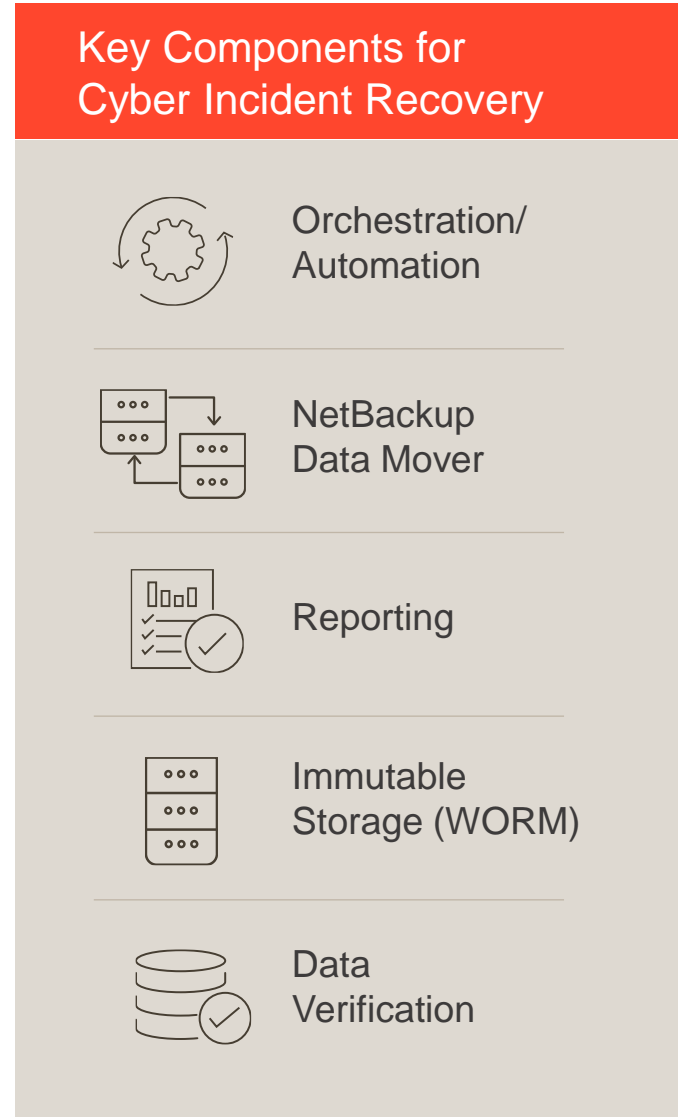 Key Components for
Cyber Incident Recovery
Orchestration/
Automation
NetBackup
Data Mover
Reporting
Immutable
Storage (WORM)
Data
Verification